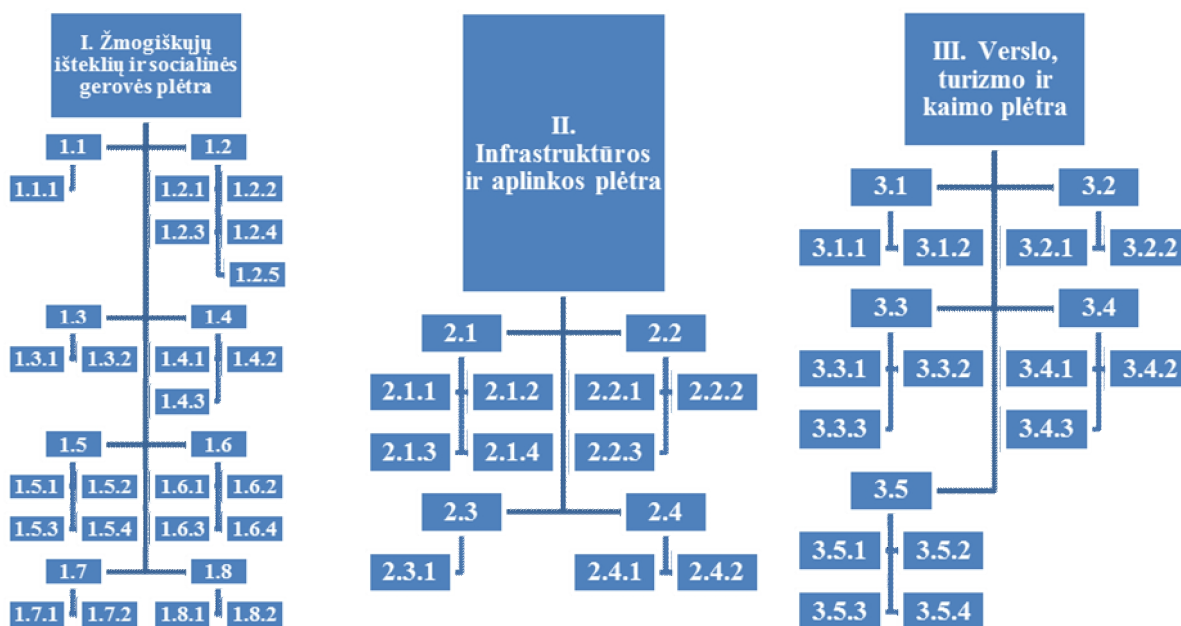 I. Žmogiškųjų
išteklių ir socialinės
gerovės plėtra
1.1 1.2
1.1.1 1.2.1 1.2.2
1.2.3 1.2.4
1.2.5
1.3 1.4
1.3.1 1.3.2 1.4.1 1.4.2
1.4.3
1.5 1.6
1.5.1 1.5.2 1.6.1 1.6.2
1.5.3 1.5.4 1.6.3 1.6.4
1.7 1.8
1.7.1 1.7.2 1.8.1 1.8.2
II.
Infrastruktūros
ir aplinkos plėtra
2.1 2.2
2.1.1 2.1.2 2.2.1 2.2.2
2.1.3 2.1.4 2.2.3
2.3 2.4
2.3.1 2.4.1 2.4.2
III. Verslo,
turizmo ir
kaimo plėtra
3.1 3.2
3.1.1 3.1.2 3.2.1 3.2.2
3.3 3.4
3.3.1 3.3.2 3.4.1 3.4.2
3.3.3 3.4.3
3.5
3.5.1 3.5.2
3.5.3 3.5.4